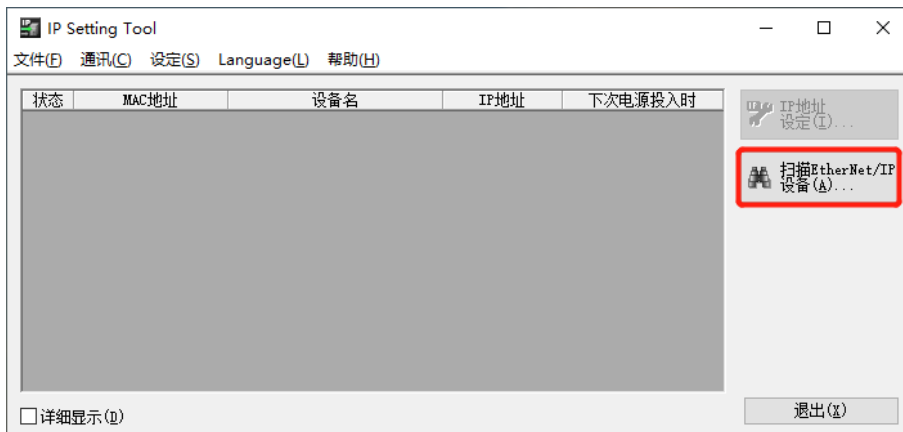 IP Setting Tool
文件(F) 通讯(C) 设定(S) Language(L) 帮助(H)
状态 MAC地址 设备名 IP地址 下次电源投入时
IP地址
设定(I)...
扫描EtherNet/IP
设备(A)...
详细显示(D)
退出(X)